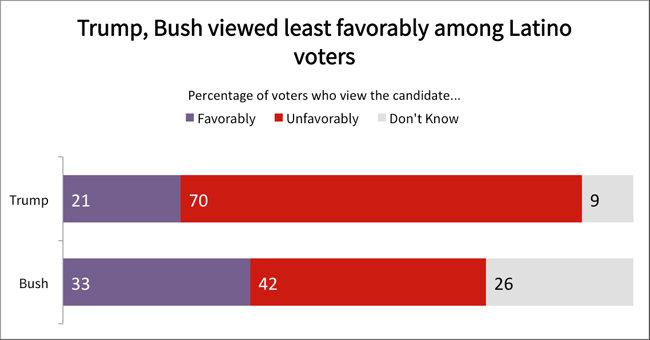 Trump, Bush viewed least favorably among Latino
voters
Percentage of voters who view the candidate...
Favorably Unfavorably Don't Know
Trump 21 70 9
Bush 33 42 26